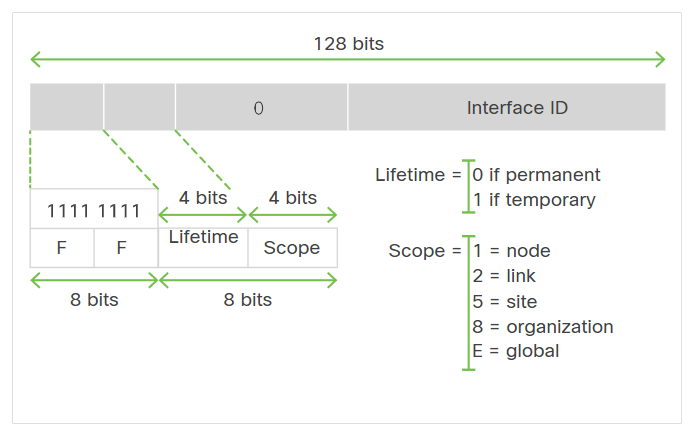 128 bits
0
Interface ID
1111 1111
4 bits
4 bits
F
F
Lifetime
Scope
8 bits
8 bits
Lifetime =
0 if permanent
1 if temporary
Scope =
1 = node
2 = link
5 = site
8 = organization
E = global